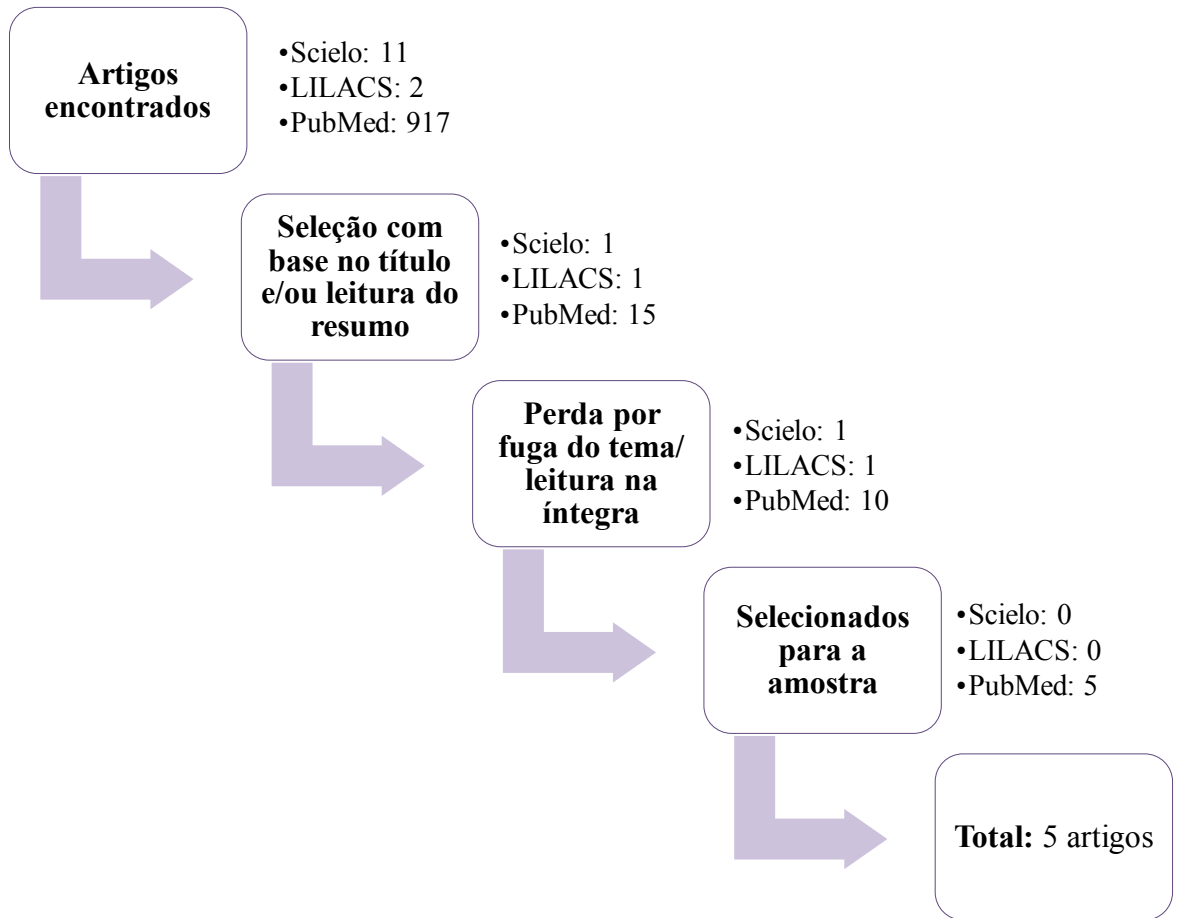 Artigos
encontrados
•Scielo: 11
•LILACS: 2
•PubMed: 917
Seleção com
base no título
e/ou leitura do
resumo
•Scielo: 1
•LILACS: 1
•PubMed: 15
Perda por
fuga do tema/
leitura na
íntegra
•Scielo: 1
•LILACS: 1
•PubMed: 10
Selecionados
para a
amostra
•Scielo: 0
•LILACS: 0
•PubMed: 5
Total: 5 artigos